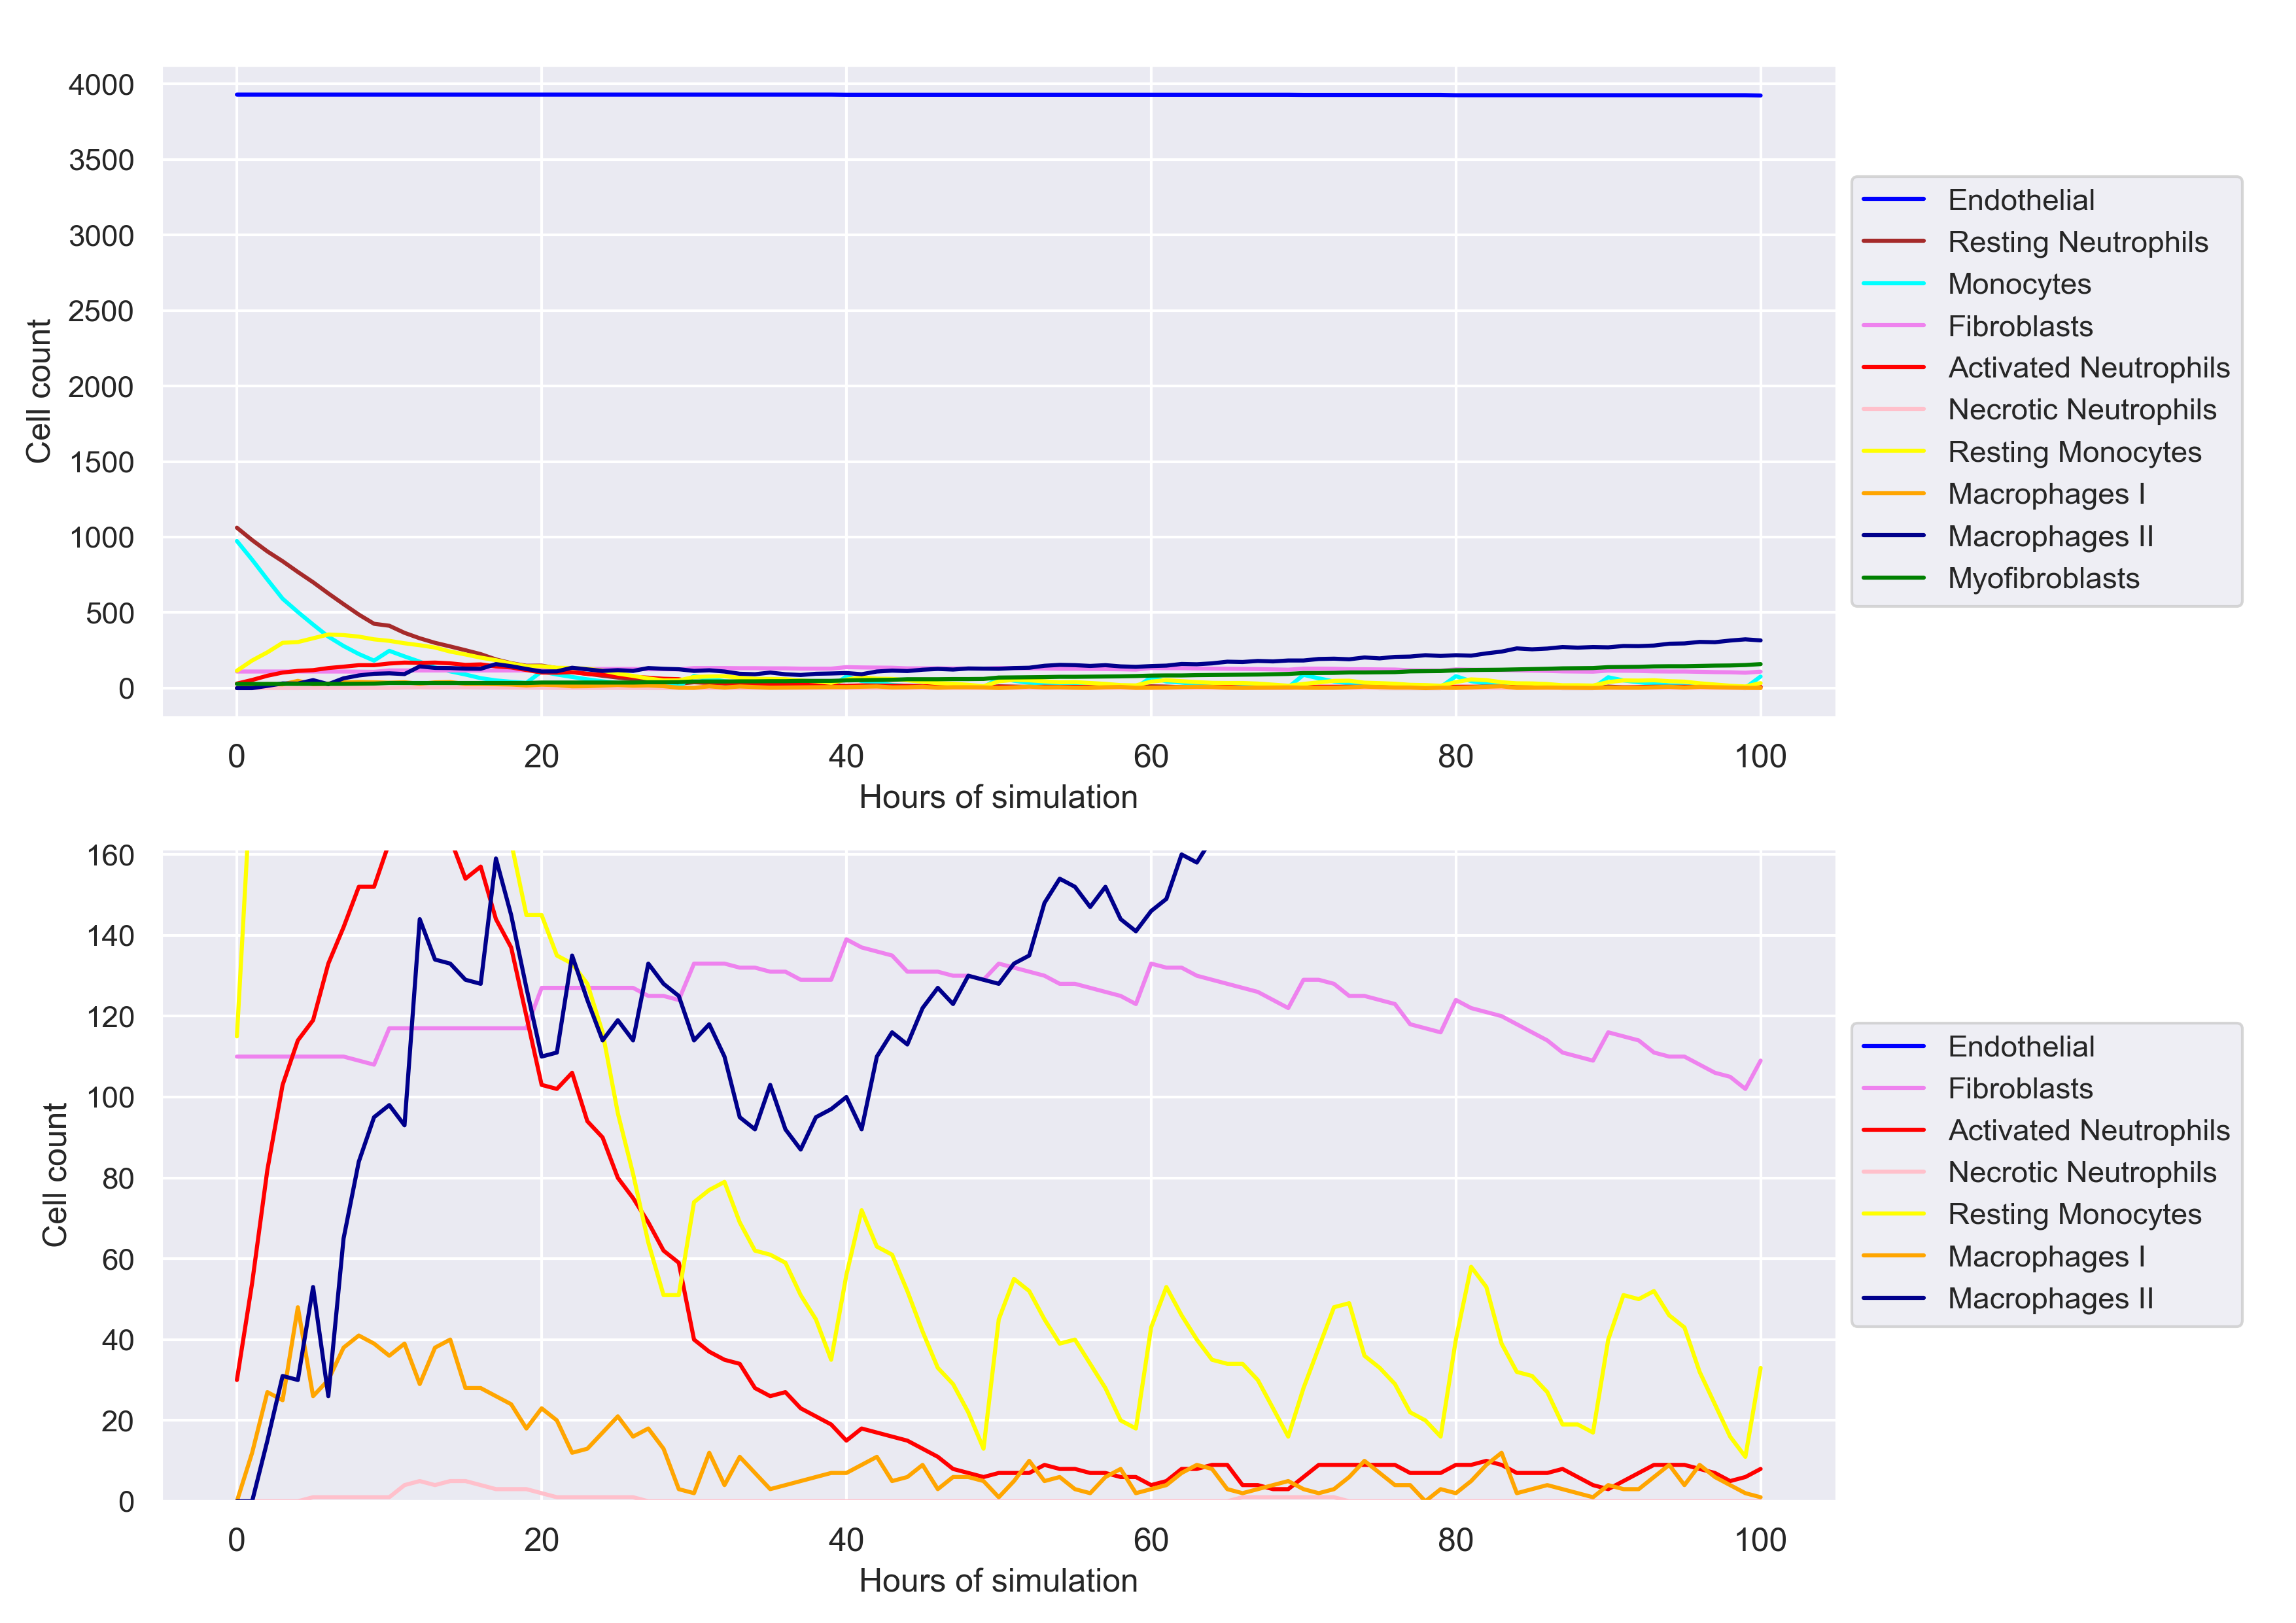 4000
3500
3000
2500
2000
1500
1000
500
0
Cell count
0 20 40 60 80 100
Hours of simulation
Endothelial
Resting Neutrophils
Monocytes
Fibroblasts
Activated Neutrophils
Necrotic Neutrophils
Resting Monocytes
Macrophages I
Macrophages II
Myofibroblasts
160
140
120
100
80
60
40
20
0
Cell count
0 20 40 60 80 100
Hours of simulation
Endothelial
Fibroblasts
Activated Neutrophils
Necrotic Neutrophils
Resting Monocytes
Macrophages I
Macrophages II